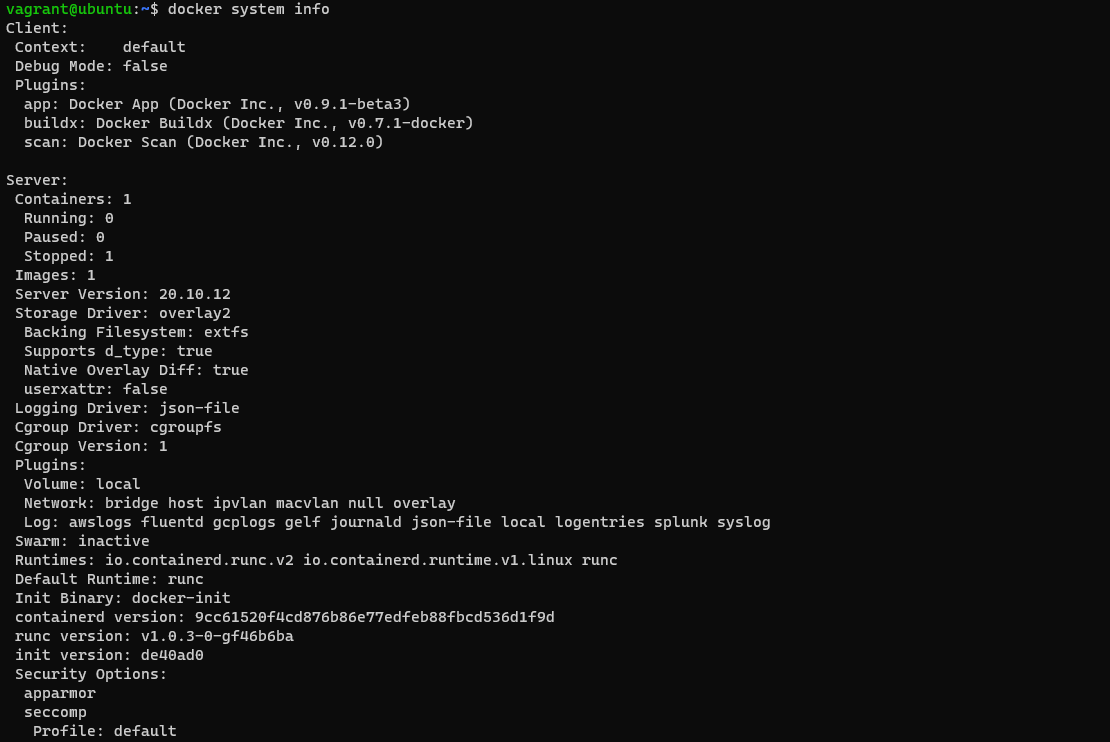 vagrant@ubuntu:~$ docker system info
Client:
 Context:    default
 Debug Mode: false
 Plugins:
  app: Docker App (Docker Inc., v0.9.1-beta3)
  buildx: Docker Buildx (Docker Inc., v0.7.1-docker)
  scan: Docker Scan (Docker Inc., v0.12.0)

Server:
 Containers: 1
  Running: 0
  Paused: 0
  Stopped: 1
 Images: 1
 Server Version: 20.10.12
 Storage Driver: overlay2
  Backing Filesystem: extfs
  Supports d_type: true
  Native Overlay Diff: true
  userxattr: false
 Logging Driver: json-file
 Cgroup Driver: cgroupfs
 Cgroup Version: 1
 Plugins:
  Volume: local
  Network: bridge host ipvlan macvlan null overlay
  Log: awslogs fluentd gcplogs gelf journald json-file local logentries splunk syslog
 Swarm: inactive
 Runtimes: io.containerd.runc.v2 io.containerd.runtime.v1.linux runc
 Default Runtime: runc
 Init Binary: docker-init
 containerd version: 9cc61520f4cd876b86e77edfeb88fbcd536d1f9d
 runc version: v1.0.3-0-gf46b6ba
 init version: de40ad0
 Security Options:
  apparmor
  seccomp
   Profile: default